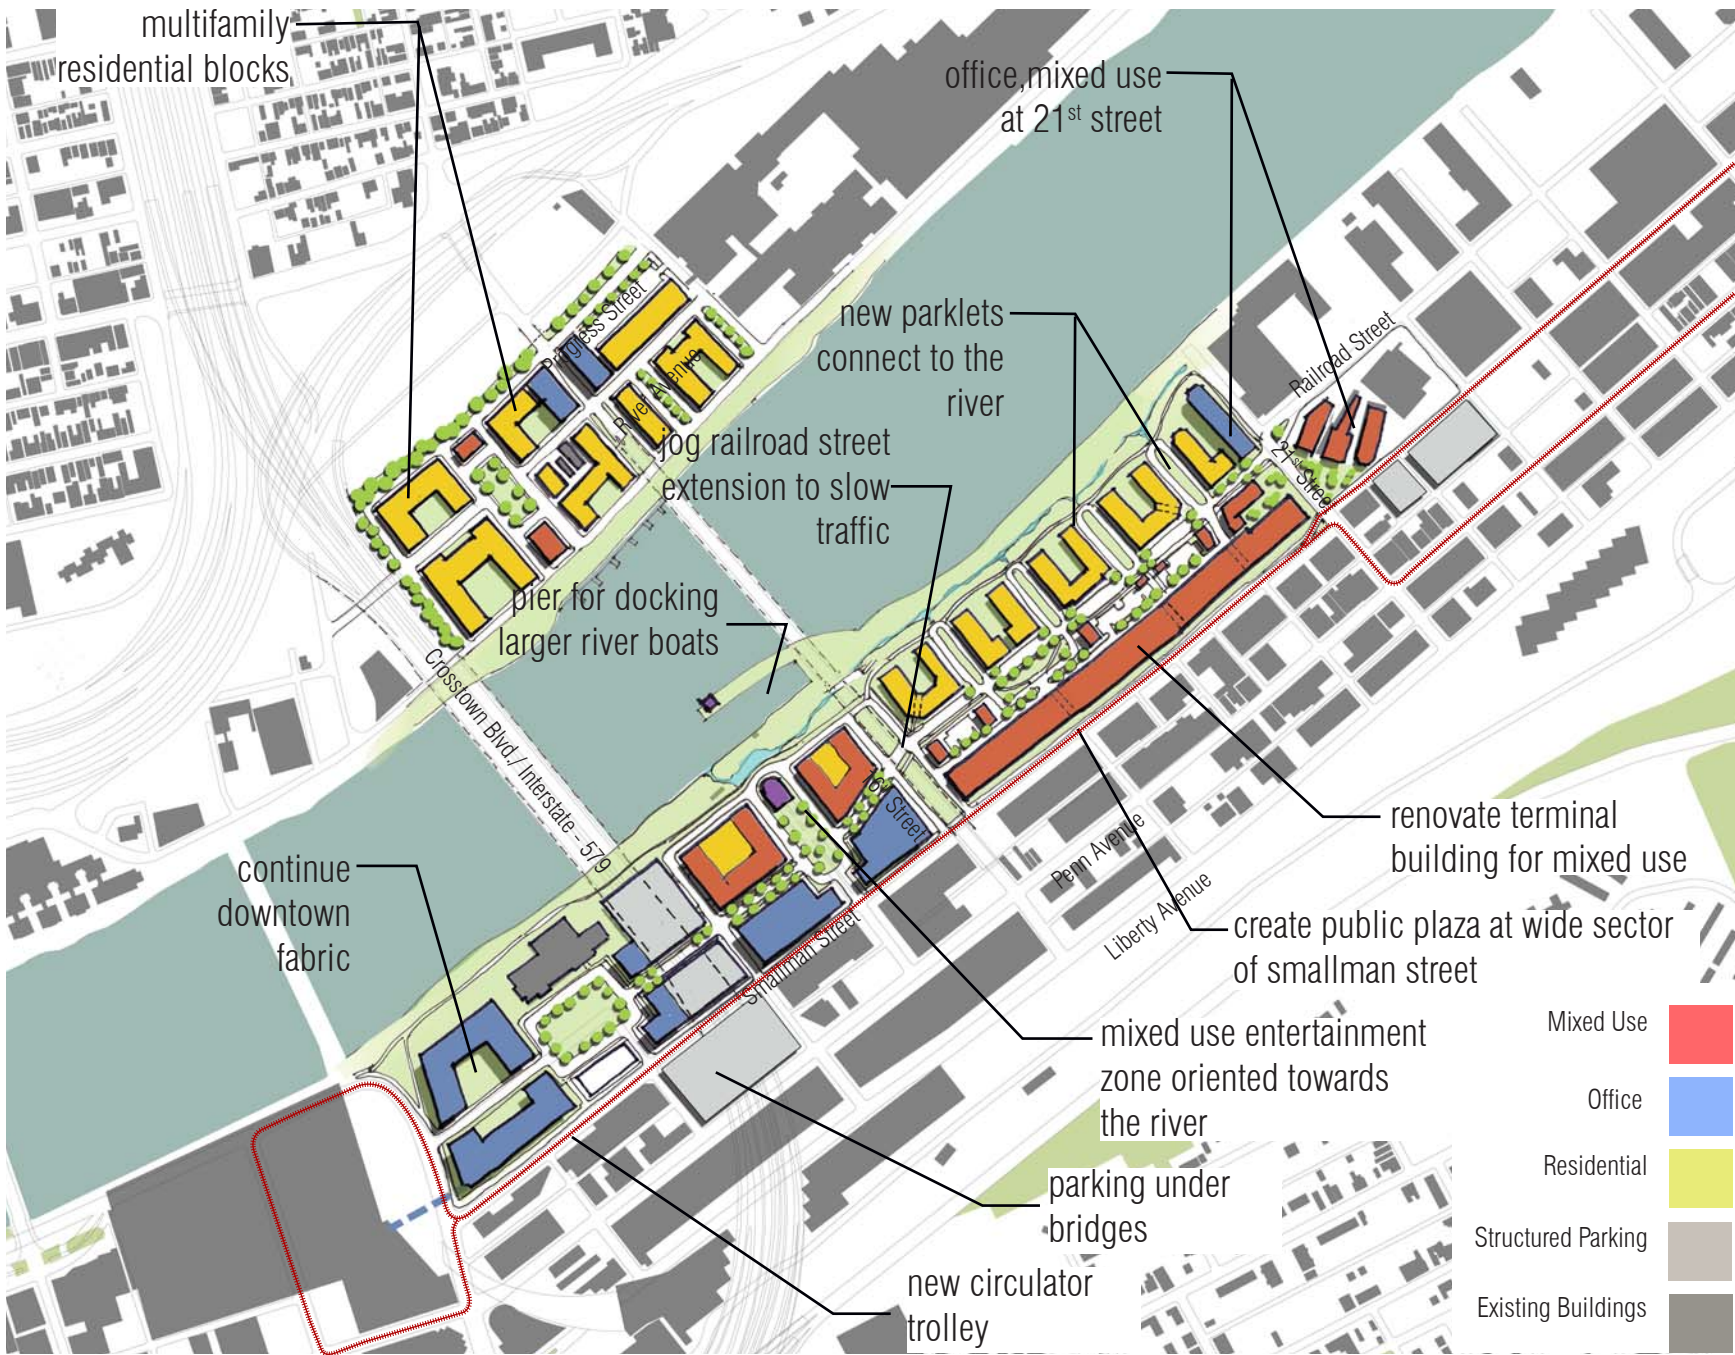 multifamily
residential blocks
office,mixed use
at 21st street
new parklets
connect to the
river
Progress Street
River Avenue
Railroad Street
21st Street
jog railroad street
extension to slow
traffic
pier for docking
larger river boats
Crosstown Blvd./ Interstate - 579
16th Street
continue
downtown
fabric
Smallman Street
Penn Avenue
Liberty Avenue
renovate terminal
building for mixed use
create public plaza at wide sector
of smallman street
mixed use entertainment
zone oriented towards
the river
parking under
bridges
new circulator
trolley
Mixed Use
Office
Residential
Structured Parking
Existing Buildings